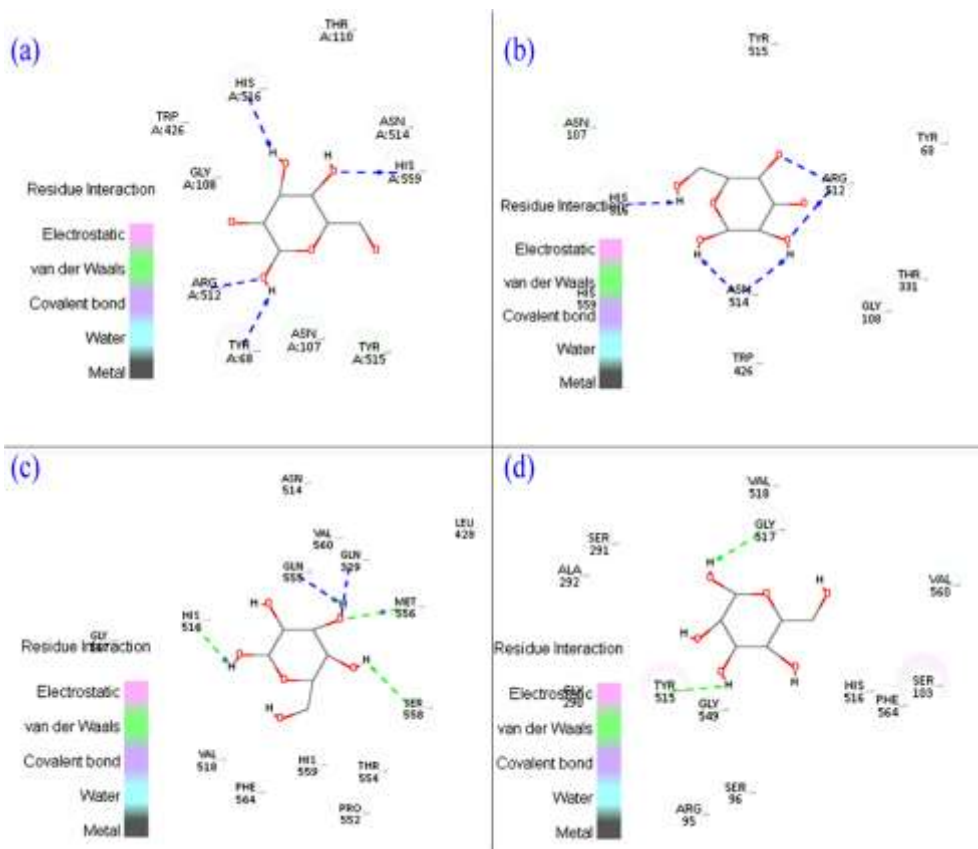 (a)
THR
A:110
HIS
A:516
TRP
A:426
ASN
A:514
HIS
A:559
GLY
A:108
Residue Interaction
Electrostatic
van der Waals
Covalent bond
Water
Metal
ARG
A:512
TYR
A:68
ASN
A:107
TYR
A:515
H
H
H
O
O
O
O
O
O
(b)
TYR
515
ASN
107
TYR
68
ARG
512
HIS
516
Residue Interaction
Electrostatic
van der Waals
HIS
559
Covalent bond
Water
Metal
ASN
514
THR
331
GLY
108
TRP
426
H
H
H
O
O
O
O
O
O
(c)
ASN
514
LEU
428
VAL
560
GLN
GLN
MET
556
HIS
516
GLY
Residue Interaction
Electrostatic
van der Waals
Covalent bond
Water
Metal
SER
558
VAL
518
HIS
559
THR
554
PHE
564
PRO
552
H
H
H
H
H
O
O
O
O
O
O
(d)
VAL
518
GLY
517
SER
291
ALA
292
VAL
560
Residue Interaction
Electrostatic
van der Waals
Covalent bond
Water
Metal
TYR
515
GLY
549
HIS
516
PHE
564
SER
103
SER
96
ARG
95
H
H
H
H
H
O
O
O
O
O
O